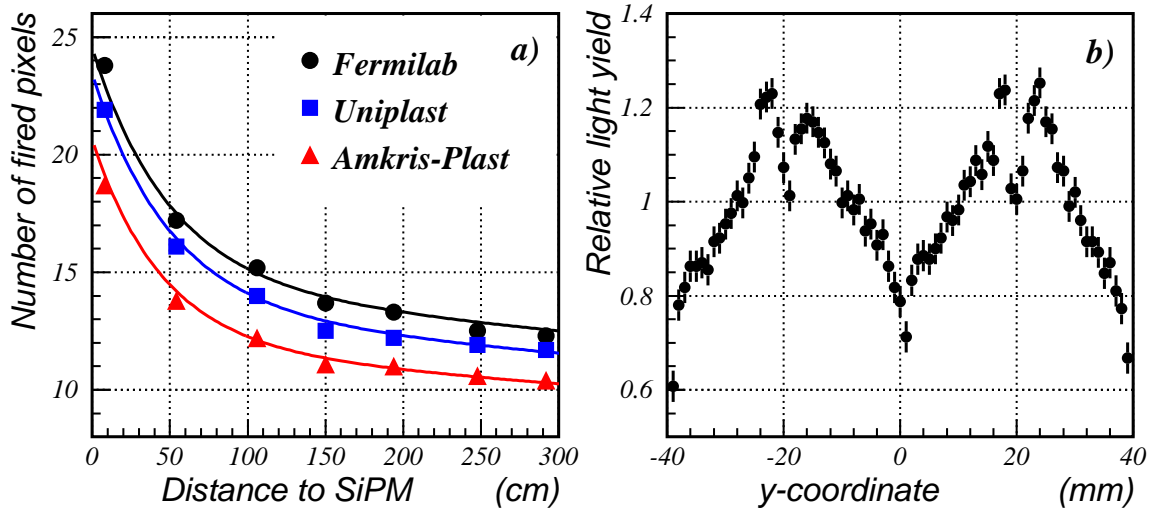 Number of fired pixels
25
20
15
10
0
50
100
150
200
250
300
Distance to SiPM (cm)
a)
Fermilab
Uniplast
Amkris-Plast
Relative light yield
1.4
1.2
1
0.8
0.6
-40
-20
0
20
40
y-coordinate (mm)
b)